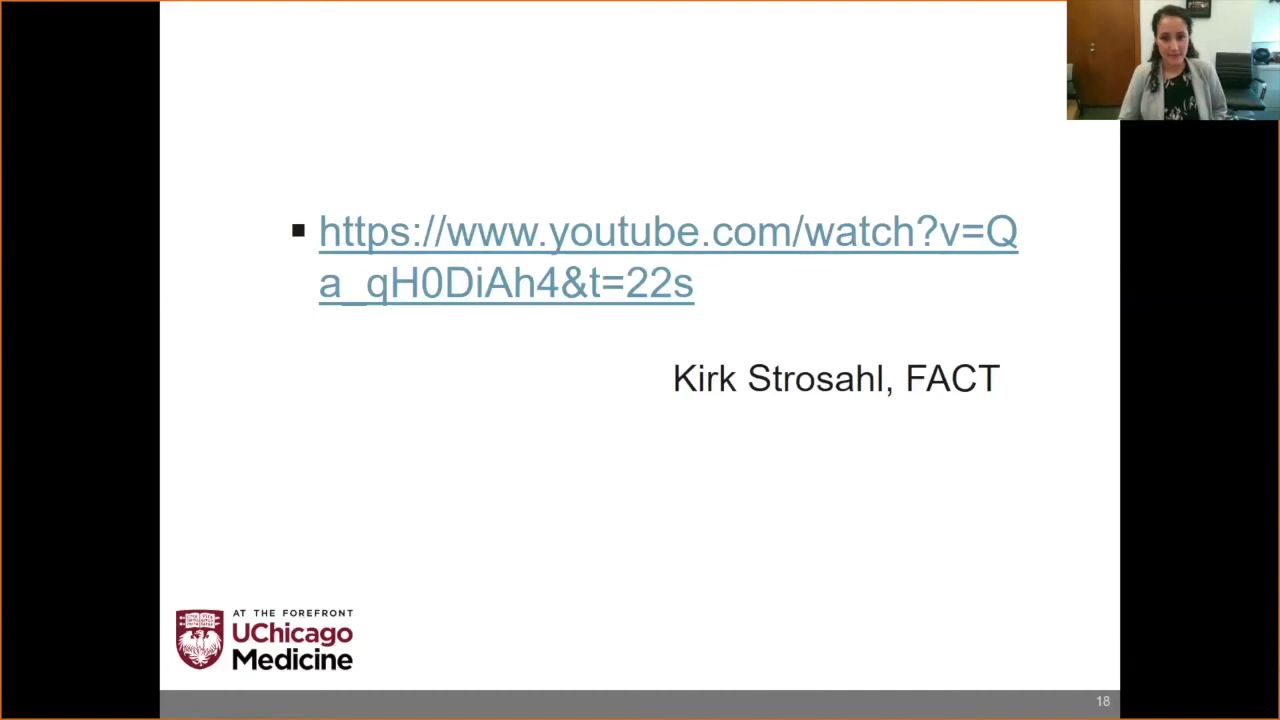 https://www.youtube.com/watch?v=Q
a_qH0DiAh4&t=22s
Kirk Strosahl, FACT
AT THE FOREFRONT
UChicago
Medicine
18